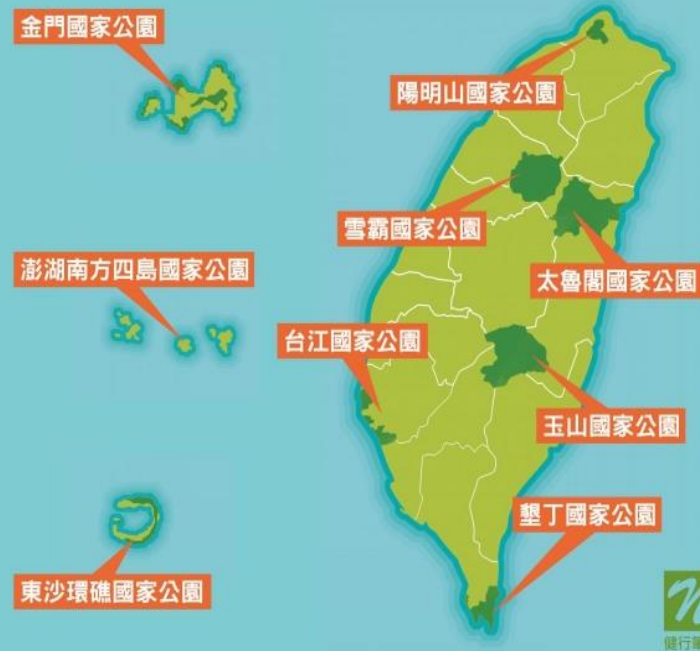 金門國家公園
陽明山國家公園
雪霸國家公園
太魯閣國家公園
澎湖南方四島國家公園
台江國家公園
玉山國家公園
墾丁國家公園
東沙環礁國家公園
健行